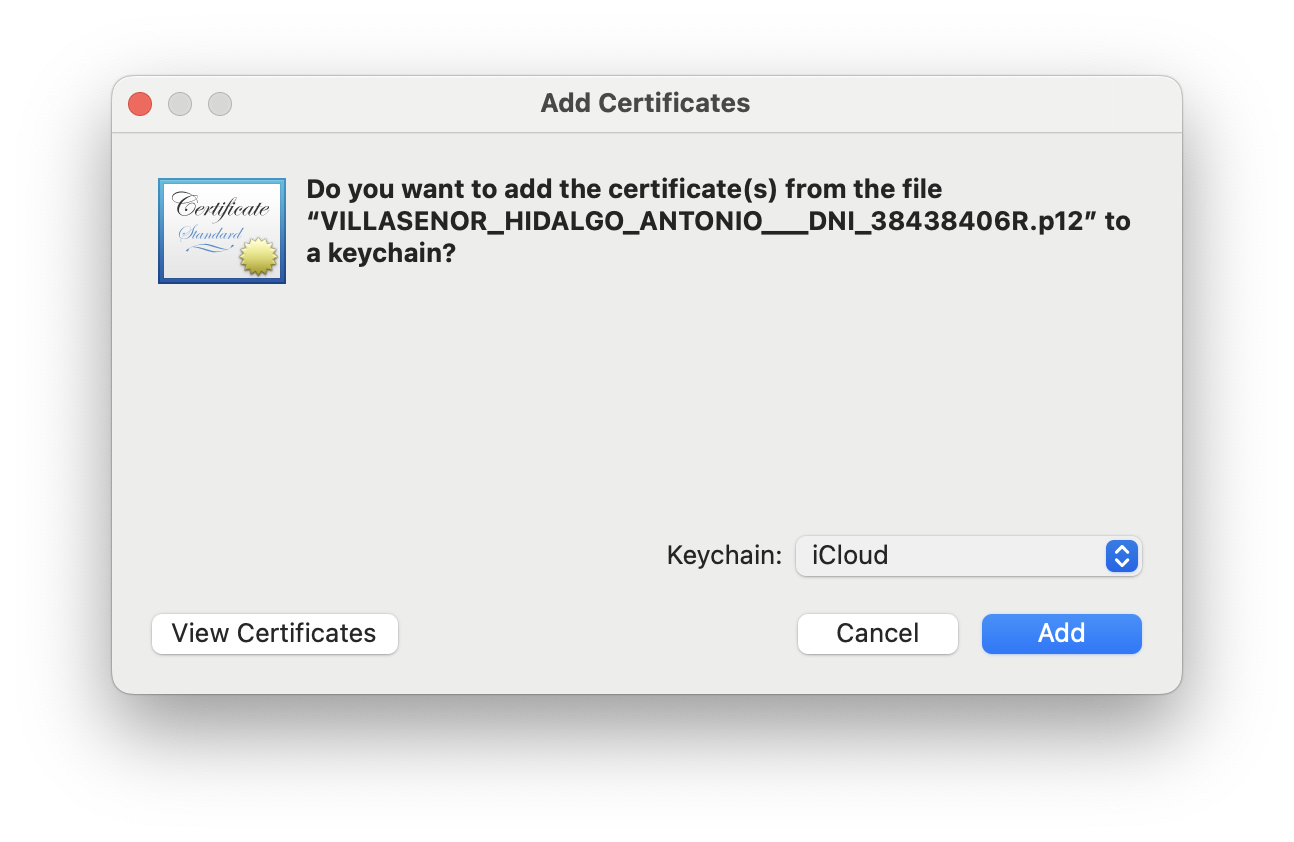 Add Certificates
Certificate
Standard
Do you want to add the certificate(s) from the file
“VILLASENOR_HIDALGO_ANTONIO___DNI_38438406R.p12” to
a keychain?
Keychain: iCloud
View Certificates Cancel Add